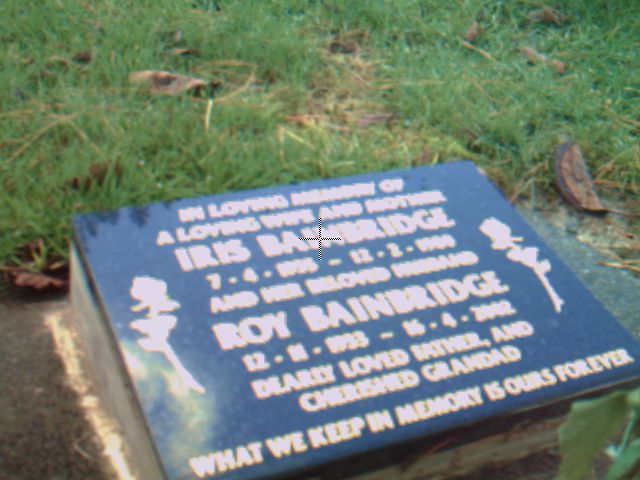 IN LOVING MEMORY OF
A LOVING WIFE AND MOTHER
IRIS BAINBRIDGE
7 - 4 - - 12 - 2 -
AND HER BELOVED HUSBAND
ROY BAINBRIDGE
12 - 11 - - 16 - 4 - 2002
DEARLY LOVED FATHER, AND
CHERISHED GRANDAD
WHAT WE KEEP IN MEMORY IS OURS FOREVER